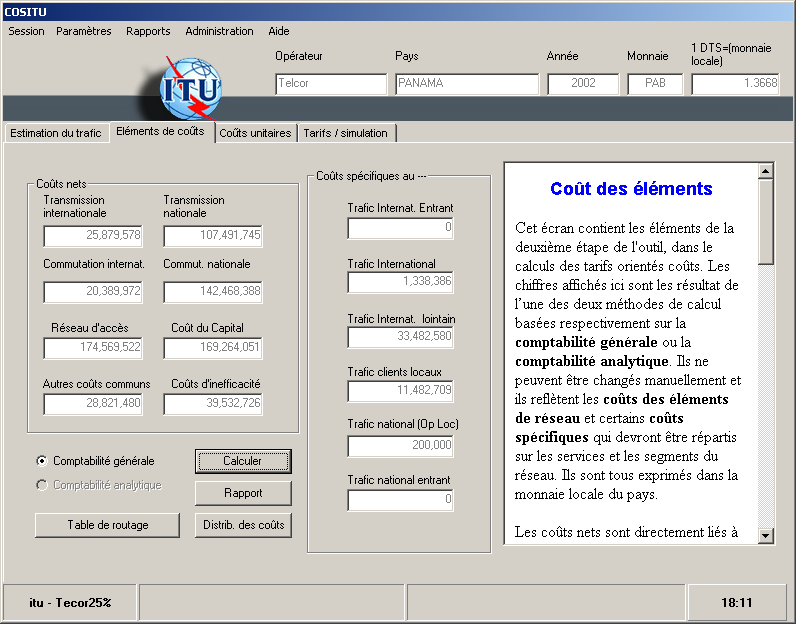 COSITU
Session Paramètres Rapports Administration Aide
Opérateur Pays Année Monnaie 1 DTS=(monnaie
locale)
Telcor PANAMA 2002 PAB 1.3668
ITU
Estimation du trafic Eléments de coûts Coûts unitaires Tarifs / simulation
Coûts nets
Transmission
internationale
Transmission
nationale
25,879,578 107,491,745
Commutation internat. Commut. nationale
20,389,972 142,468,388
Réseau d'accès Coût du Capital
174,569,522 169,264,051
Autres coûts communs Coûts d'inefficacité
28,821,480 39,532,726
Comptabilité générale
Comptabilité analytique
Calculer
Rapport
Table de routage
Distrib. des coûts
Coûts spécifiques au ---
Trafic Internat. Entrant
0
Trafic International
1,338,386
Trafic Internat. lointain
33,482,580
Trafic clients locaux
11,482,709
Trafic national (Op Loc)
200,000
Trafic national entrant
0
Coût des éléments
Cet écran contient les éléments de la
deuxième étape de l'outil, dans le
calculs des tarifs orientés coûts. Les
chiffres affichés ici sont les résultat de
l’une des deux méthodes de calcul
basées respectivement sur la
comptabilité générale ou la
comptabilité analytique. Ils ne
peuvent être changés manuellement et
ils reflètent les coûts des éléments
de réseau et certains coûts
spécifiques qui devront être répartis
sur les services et les segments du
réseau. Ils sont tous exprimés dans la
monnaie locale du pays.
Les coûts nets sont directement liés à
itu - Tecor25%
18:11